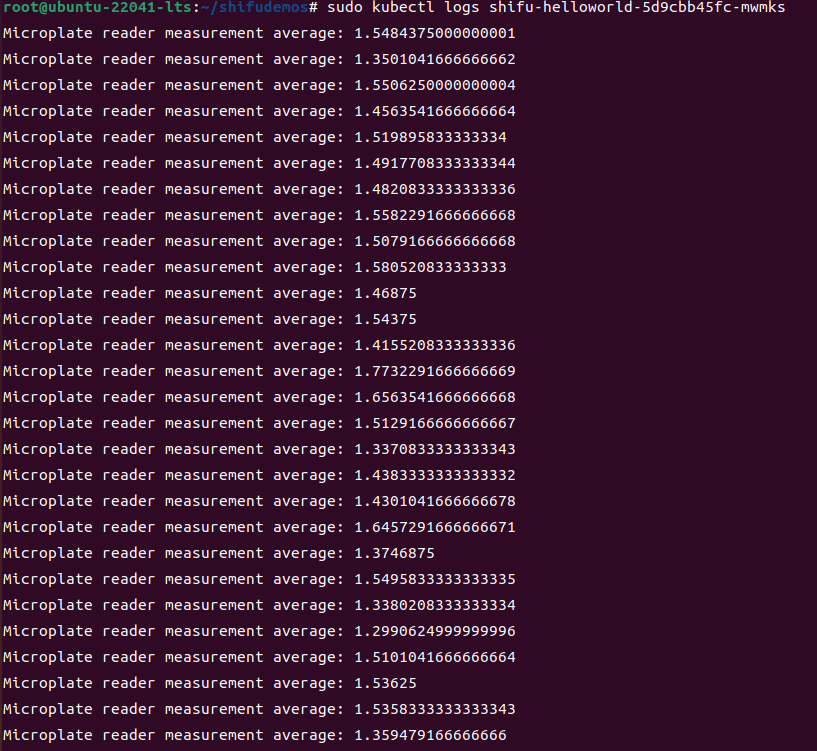 root@ubuntu-22041-lts:~/shifudemos# sudo kubectl logs shifu-helloworld-5d9cbb45fc-mwmks
Microplate reader measurement average: 1.5484375000000001
Microplate reader measurement average: 1.3501041666666662
Microplate reader measurement average: 1.5506250000000004
Microplate reader measurement average: 1.4563541666666664
Microplate reader measurement average: 1.519895833333334
Microplate reader measurement average: 1.4917708333333344
Microplate reader measurement average: 1.4820833333333336
Microplate reader measurement average: 1.5582291666666668
Microplate reader measurement average: 1.5079166666666668
Microplate reader measurement average: 1.580520833333333
Microplate reader measurement average: 1.46875
Microplate reader measurement average: 1.54375
Microplate reader measurement average: 1.4155208333333336
Microplate reader measurement average: 1.7732291666666669
Microplate reader measurement average: 1.6563541666666668
Microplate reader measurement average: 1.5129166666666667
Microplate reader measurement average: 1.3370833333333343
Microplate reader measurement average: 1.4383333333333332
Microplate reader measurement average: 1.4301041666666678
Microplate reader measurement average: 1.6457291666666671
Microplate reader measurement average: 1.3746875
Microplate reader measurement average: 1.5495833333333335
Microplate reader measurement average: 1.3380208333333334
Microplate reader measurement average: 1.2990624999999996
Microplate reader measurement average: 1.5101041666666664
Microplate reader measurement average: 1.53625
Microplate reader measurement average: 1.5358333333333343
Microplate reader measurement average: 1.359479166666666